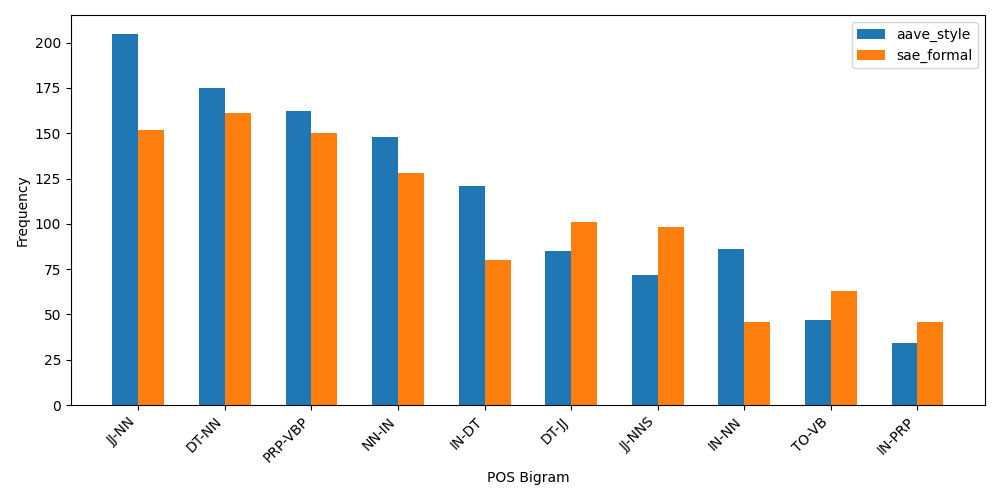 aave_style
sae_formal
Frequency
200
175
150
125
100
75
50
25
0
JJ-NN
DT-NN
PRP-VBP
NN-IN
IN-DT
DT-JJ
JJ-NNS
IN-NN
TO-VB
IN-PRP
POS Bigram